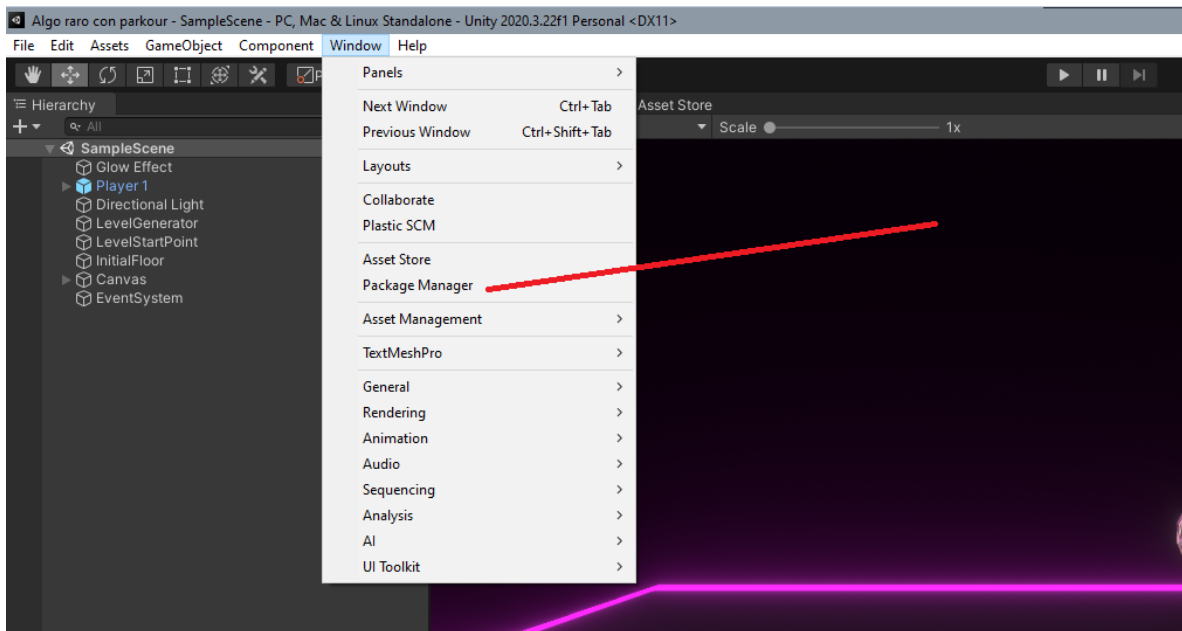 Algo raro con parkour - SampleScene - PC, Mac & Linux Standalone - Unity 2020.3.22f1 Personal <DX11>
File Edit Assets GameObject Component Window Help
Hierarchy
All
SampleScene
Glow Effect
Player 1
Directional Light
LevelGenerator
LevelStartPoint
InitialFloor
Canvas
EventSystem
Panels
Next Window Ctrl+Tab
Previous Window Ctrl+Shift+Tab
Layouts
Collaborate
Plastic SCM
Asset Store
Package Manager
Asset Management
TextMeshPro
General
Rendering
Animation
Audio
Sequencing
Analysis
AI
UI Toolkit
Asset Store
Scale 1x